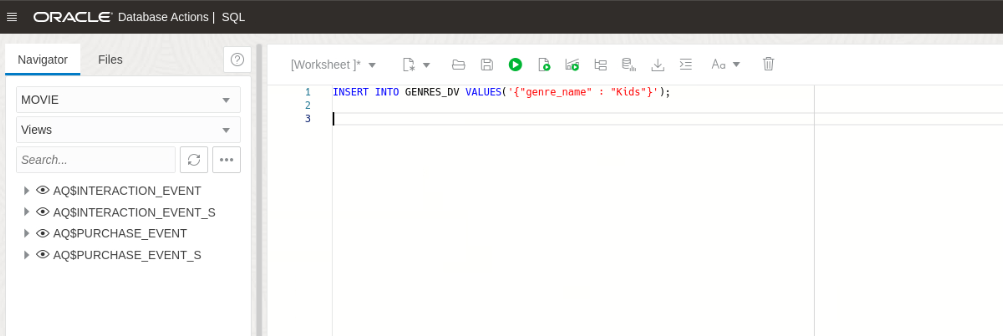 ORACLE® Database Actions | SQL
Navigator Files
[Worksheet ]*
Aa
MOVIE
Views
Search...
AQ$INTERACTION_EVENT
AQ$INTERACTION_EVENT_S
AQ$PURCHASE_EVENT
AQ$PURCHASE_EVENT_S
1 INSERT INTO GENRES_DV VALUES('{"genre_name" : "Kids"}');
2
3